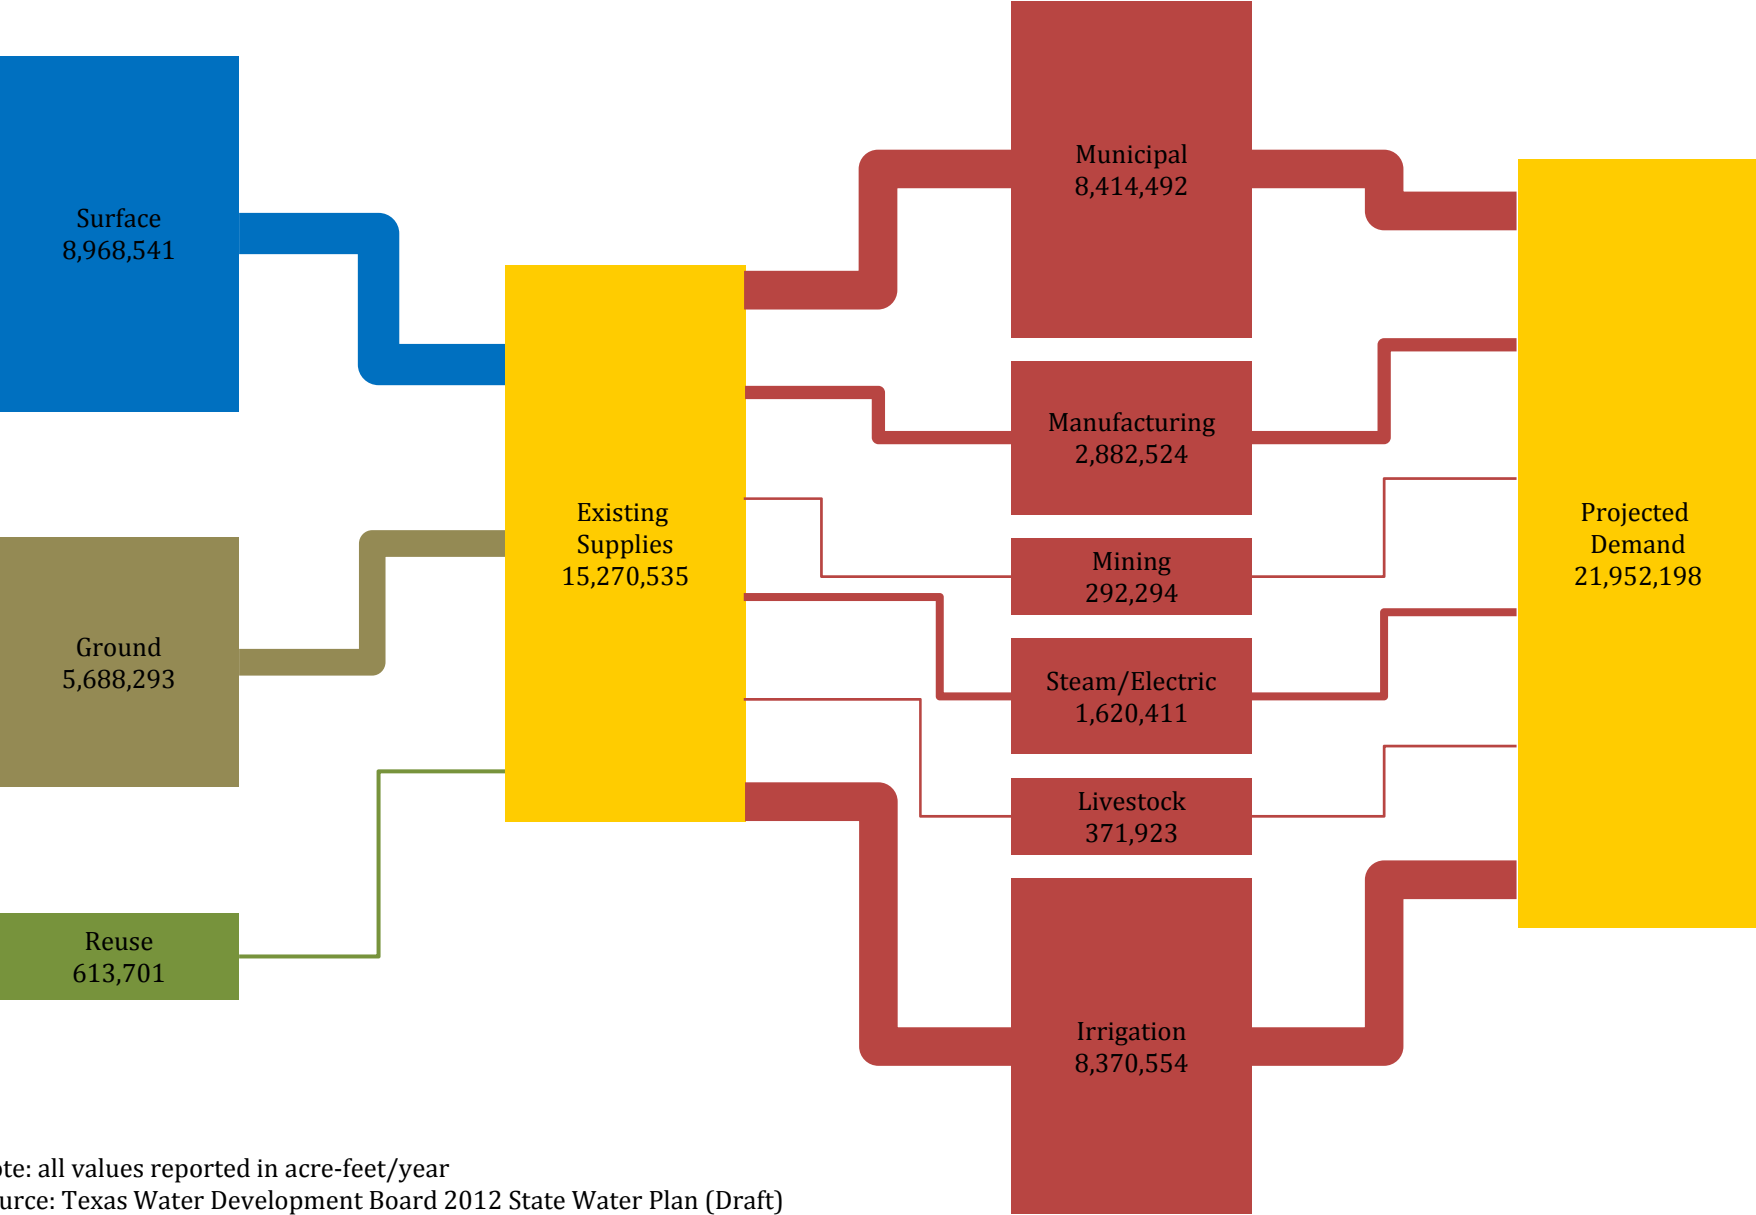 Surface
8,968,541
Ground
5,688,293
Reuse
613,701
Existing
Supplies
15,270,535
Municipal
8,414,492
Manufacturing
2,882,524
Mining
292,294
Steam/Electric
1,620,411
Livestock
371,923
Irrigation
8,370,554
Projected
Demand
21,952,198
ote: all values reported in acre-feet/year
urce: Texas Water Development Board 2012 State Water Plan (Draft)